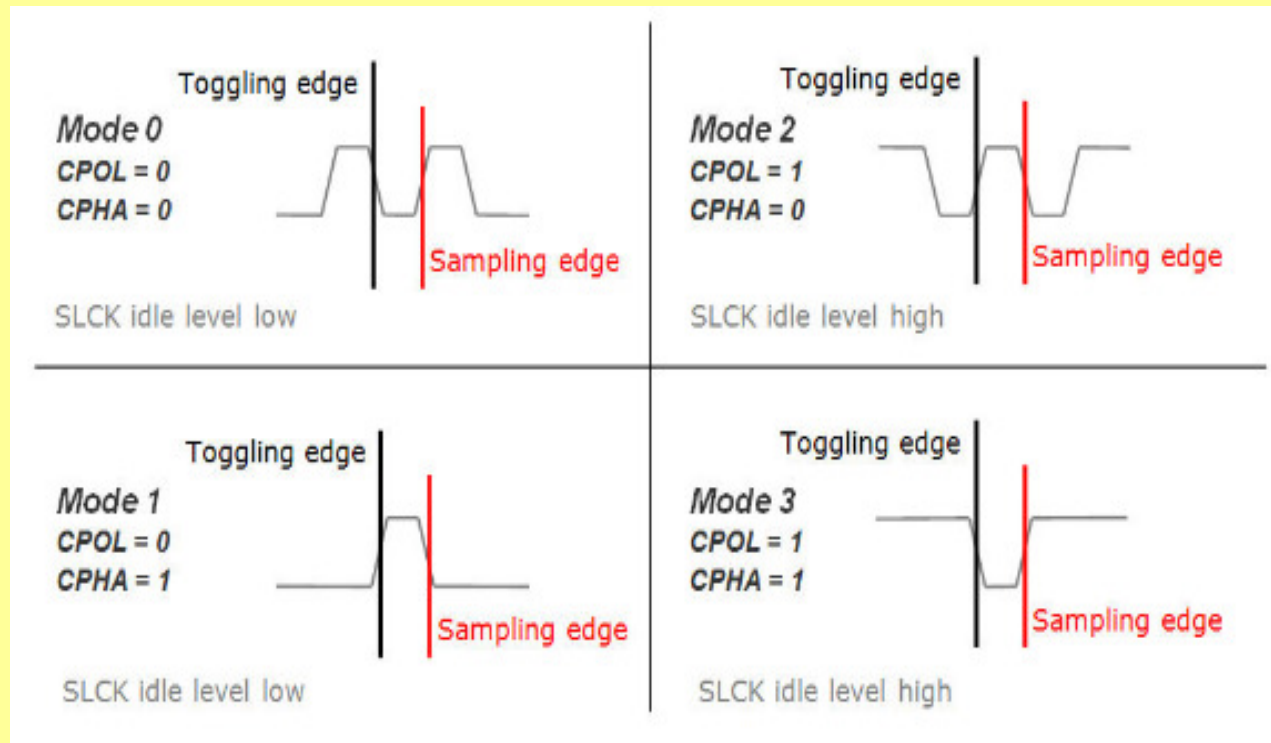 Toggling edge
Mode 0
CPOL = 0
CPHA = 0
Sampling edge
SLCK idle level low
Toggling edge
Mode 2
CPOL = 1
CPHA = 0
Sampling edge
SLCK idle level high
Toggling edge
Mode 1
CPOL = 0
CPHA = 1
Sampling edge
SLCK idle level low
Toggling edge
Mode 3
CPOL = 1
CPHA = 1
Sampling edge
SLCK idle level high